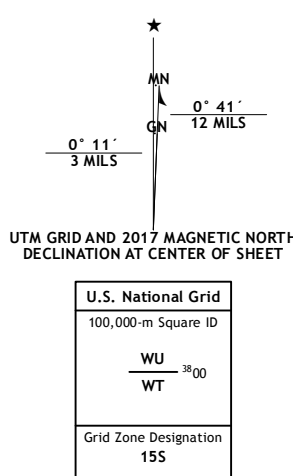 ★
MN
GN
0° 41´
12 MILS
0° 11´
3 MILS
UTM GRID AND 2017 MAGNETIC NORTH
DECLINATION AT CENTER OF SHEET
U.S. National Grid
100,000-m Square ID
WU
3800
WT
Grid Zone Designation
15S